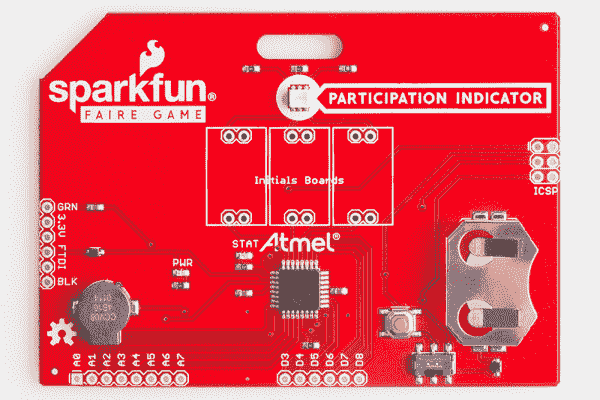 sparkfun®
FAIRE GAME
PARTICIPATION INDICATOR
Initials Boards
ICSP
GRN
3.3V FTDI
BLK
STAT
Atmel®
PWR
A0 A1 A2 A3 A4 A5 A6 A7
D3 D4 D5 D6 D7 D8